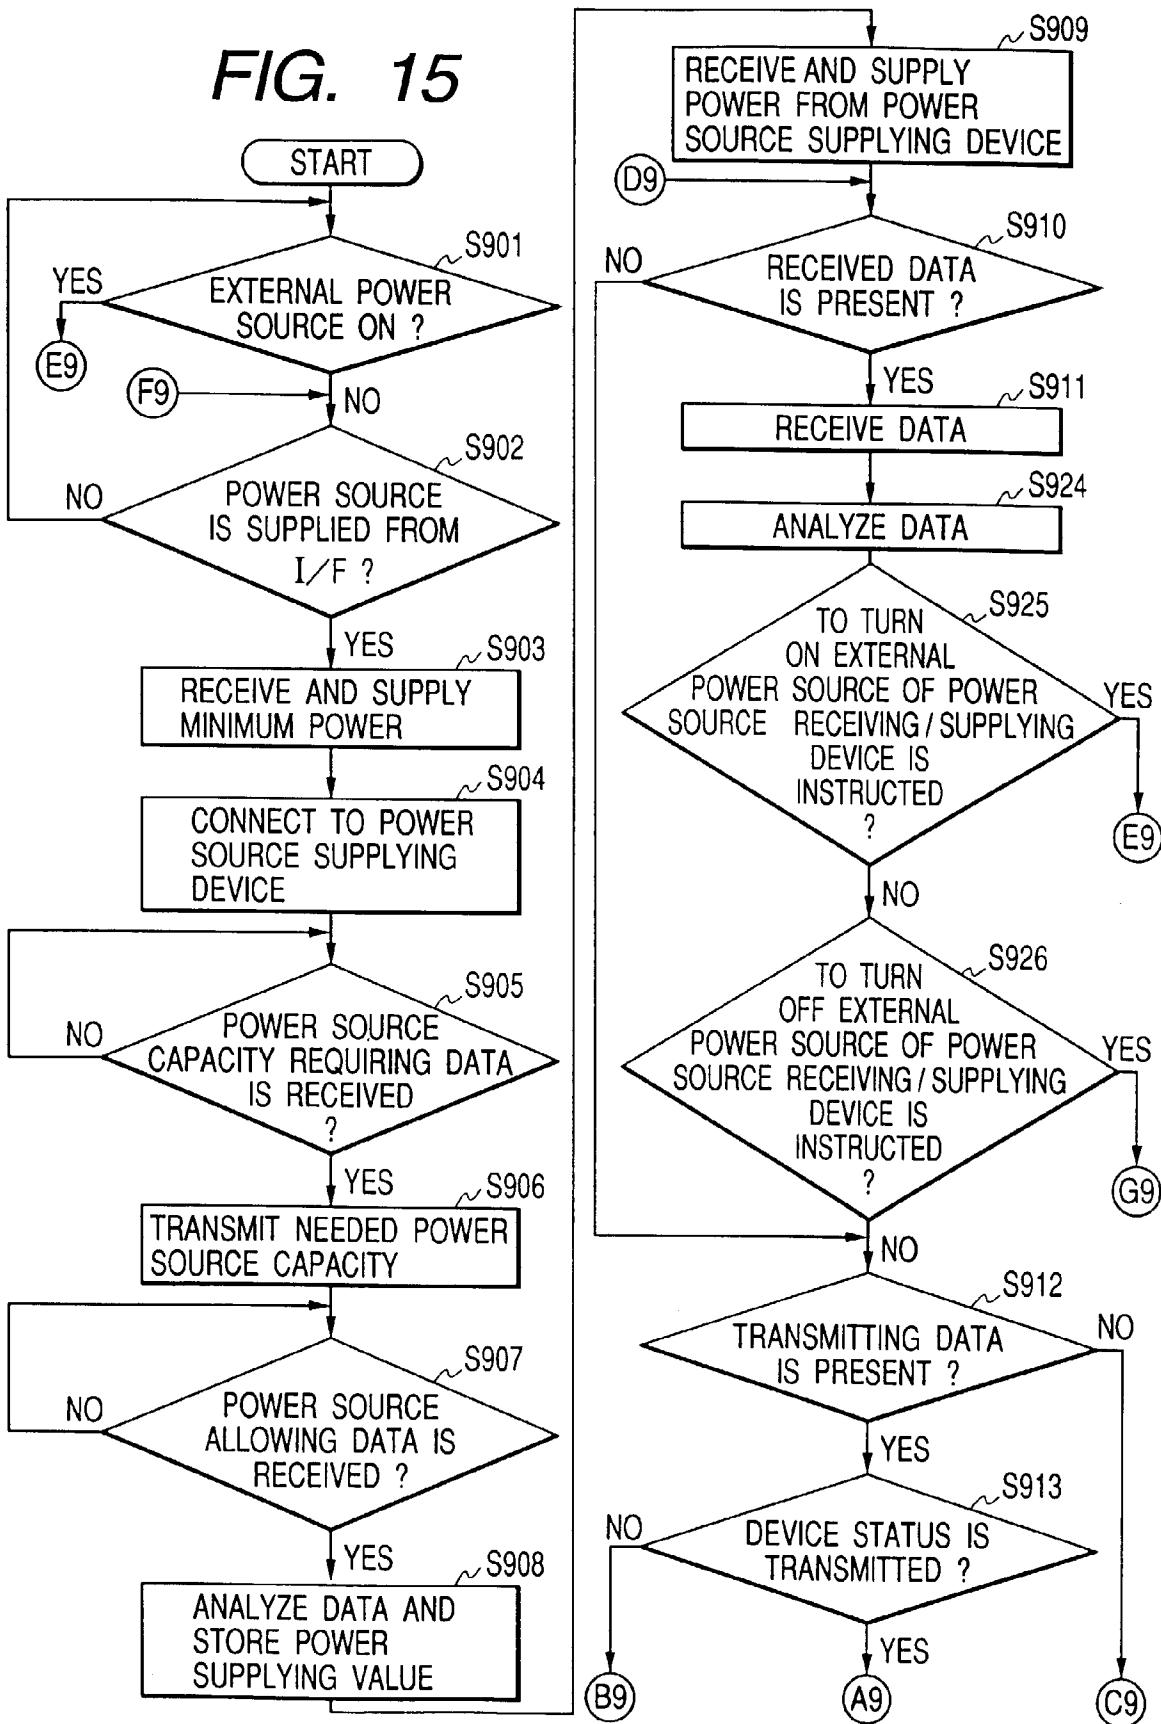 FIG. 15
START
S901
YES
EXTERNAL POWER
SOURCE ON ?
E9
F9
NO
S902
NO
POWER SOURCE
IS SUPPLIED FROM
I/F ?
YES
S903
RECEIVE AND SUPPLY
MINIMUM POWER
S904
CONNECT TO POWER
SOURCE SUPPLYING
DEVICE
S905
NO
POWER SOURCE
CAPACITY REQUIRING DATA
IS RECEIVED
?
YES
S906
TRANSMIT NEEDED POWER
SOURCE CAPACITY
S907
NO
POWER SOURCE
ALLOWING DATA IS
RECEIVED ?
YES
S908
ANALYZE DATA AND
STORE POWER
SUPPLYING VALUE
S909
RECEIVE AND SUPPLY
POWER FROM POWER
SOURCE SUPPLYING DEVICE
D9
S910
NO
RECEIVED DATA
IS PRESENT ?
YES
S911
RECEIVE DATA
S924
ANALYZE DATA
S925
TO TURN
ON EXTERNAL
POWER SOURCE OF POWER
SOURCE RECEIVING/SUPPLYING
DEVICE IS
INSTRUCTED
?
YES
E9
NO
S926
TO TURN
OFF EXTERNAL
POWER SOURCE OF POWER
SOURCE RECEIVING/SUPPLYING
DEVICE IS
INSTRUCTED
?
YES
G9
NO
S912
TRANSMITTING DATA
IS PRESENT ?
NO
YES
S913
NO
DEVICE STATUS IS
TRANSMITTED ?
YES
B9
A9
C9